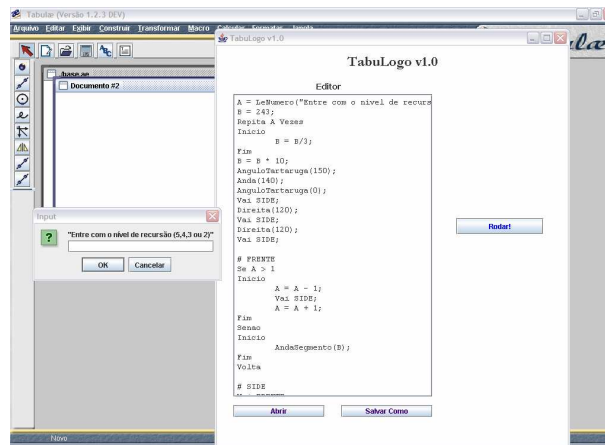 Tabulæ (Versão 1.2.3 DEV)
Arquivo Editar Exibir Construir Transformar Macro Calcular Formatar Janela
/base.ae
Documento #2
Input
"Entre com o nível de recursão (5,4,3 ou 2)"
OK Cancelar
Novo
TabuLogo v1.0
TabuLogo v1.0
Editor
A = LeNumero("Entre com o nivel de recurs
B = 243;
Repita A Vezes
Inicio
B = B/3;
Fim
B = B * 10;
AnguloTartaruga(150);
Anda(140);
AnguloTartaruga(0);
Vai SIDE;
Direita(120);
Vai SIDE;
Direita(120);
Vai SIDE;
# FRENTE
Se A > 1
Inicio
A = A - 1;
Vai SIDE;
A = A + 1;
Fim
Senao
Inicio
AndaSegmento(B);
Fim
Volta
# SIDE
Rodar!
Abrir Salvar Como